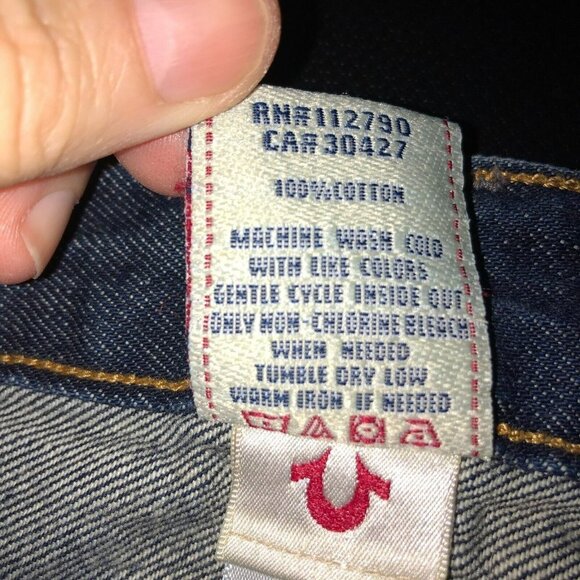 RN#112790
CA#30427
100%COTTON
MACHINE WASH COLD
WITH LIKE COLORS
GENTLE CYCLE INSIDE OUT
ONLY NON-CHLORINE BLEACH
WHEN NEEDED
TUMBLE DRY LOW
WARM IRON IF NEEDED